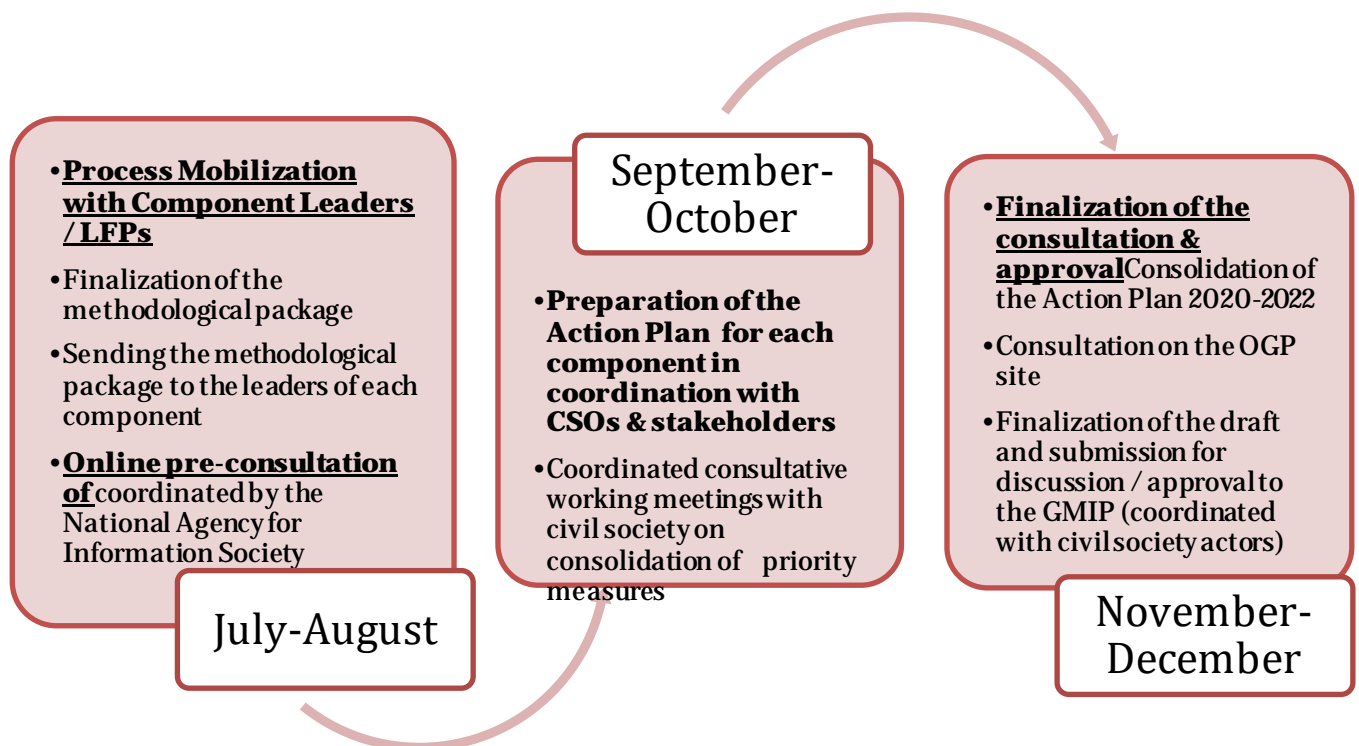 •Process Mobilization
with Component Leaders
/ LFPs
•Finalization of the
methodological package
•Sending the methodological
package to the leaders of each
component
•Online pre-consultation
of coordinated by the
National Agency for
Information Society
July-August
September-
October
•Preparation of the
Action Plan for each
component in
coordination with
CSOs & stakeholders
•Coordinated consultative
working meetings with
civil society on
consolidation of priority
measures
•Finalization of the
consultation &
approvalConsolidation of
the Action Plan 2020-2022
•Consultation on the OGP
site
•Finalization of the draft
and submission for
discussion / approval to
the GMIP (coordinated
with civil society actors)
November-
December